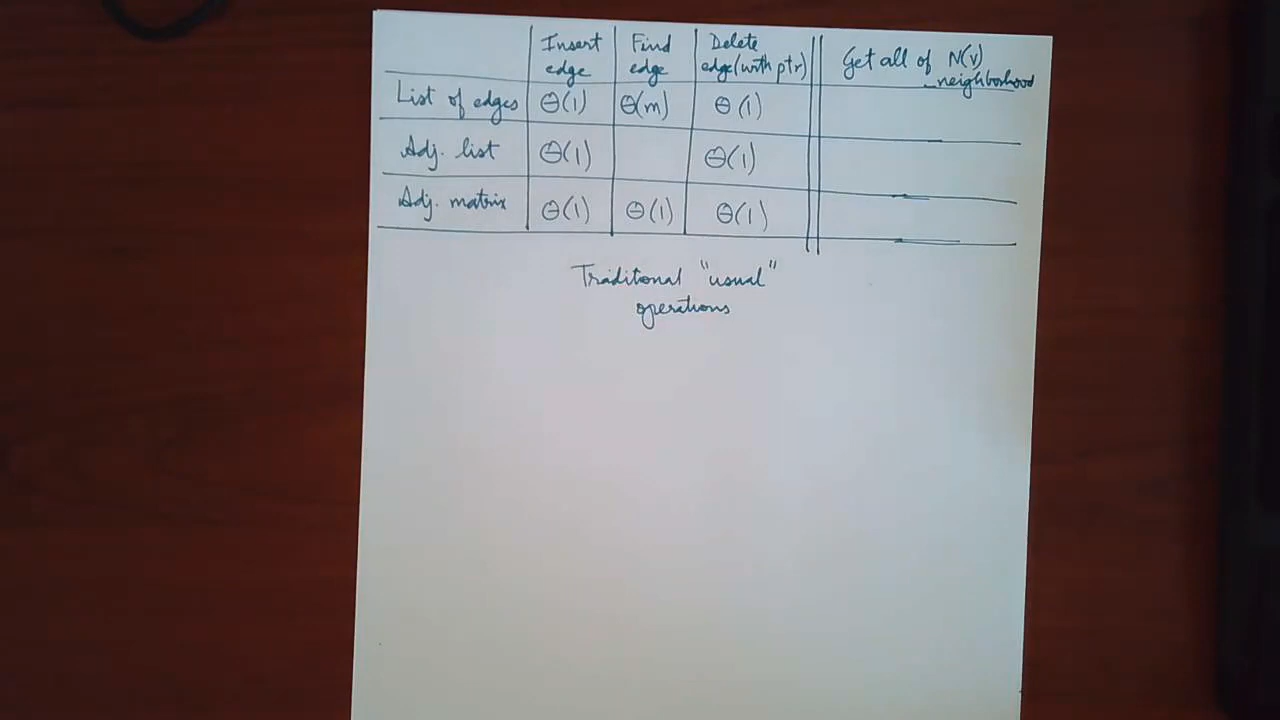 Insert edge | Find edge | Delete edge (with ptr) | Get all of N(v) neighborhood
List of edges | Θ(1) | Θ(m) | Θ(1)
Adj. list | Θ(1) | | Θ(1)
Adj. matrix | Θ(1) | Θ(1) | Θ(1)
Traditional "usual"
operations